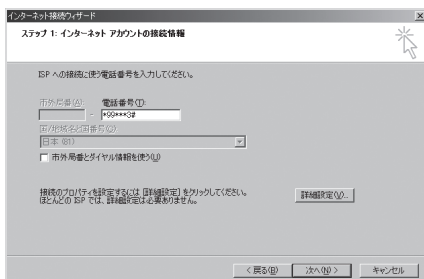 インターネット接続ウィザード
ステップ 1: インターネット アカウントの接続情報
ISP への接続に使う電話番号を入力してください。
市外局番(A) 電話番号(T):
- *99***3#
国/地域名と国番号(C)
日本 (81)
市外局番とダイヤル情報を使う(U)
接続のプロパティを設定するには [詳細設定] をクリックしてください。
ほとんどの ISP では、詳細設定は必要ありません。
詳細設定(V)...
< 戻る(B) 次へ(N) > キャンセル